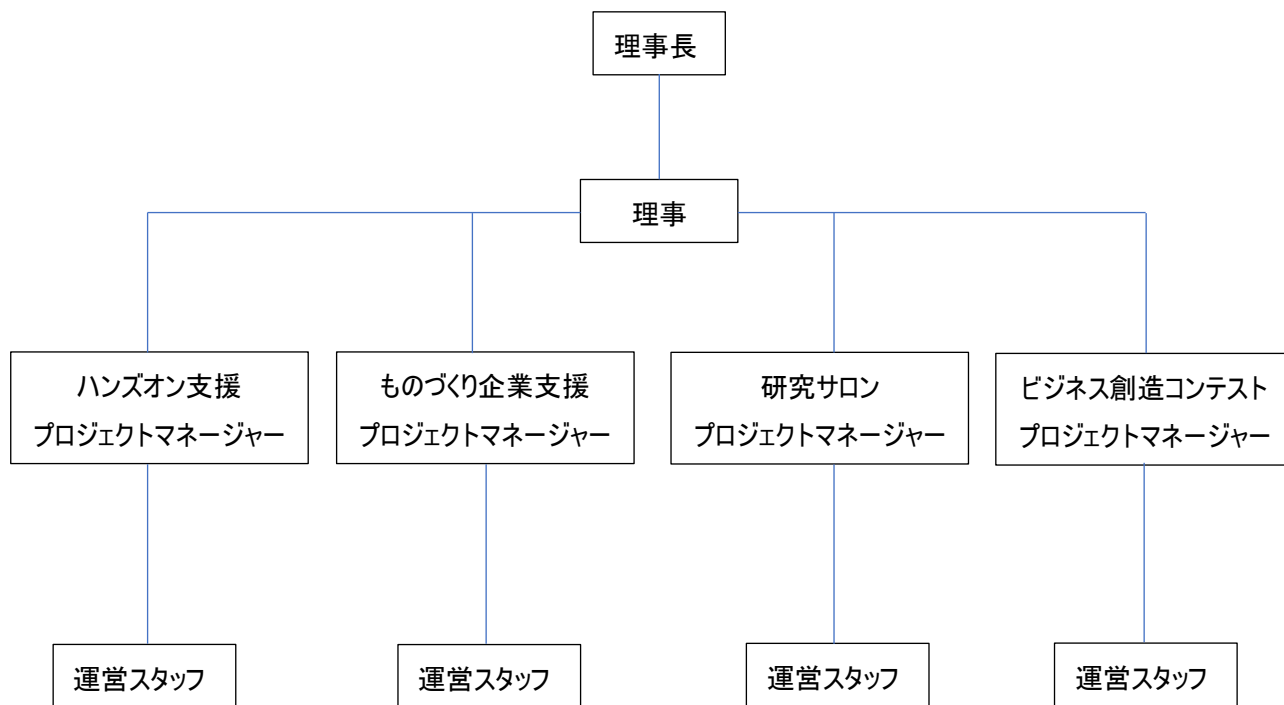 理事長
理事
ハンズオン支援
プロジェクトマネージャー
ものづくり企業支援
プロジェクトマネージャー
研究サロン
プロジェクトマネージャー
ビジネス創造コンテスト
プロジェクトマネージャー
運営スタッフ
運営スタッフ
運営スタッフ
運営スタッフ